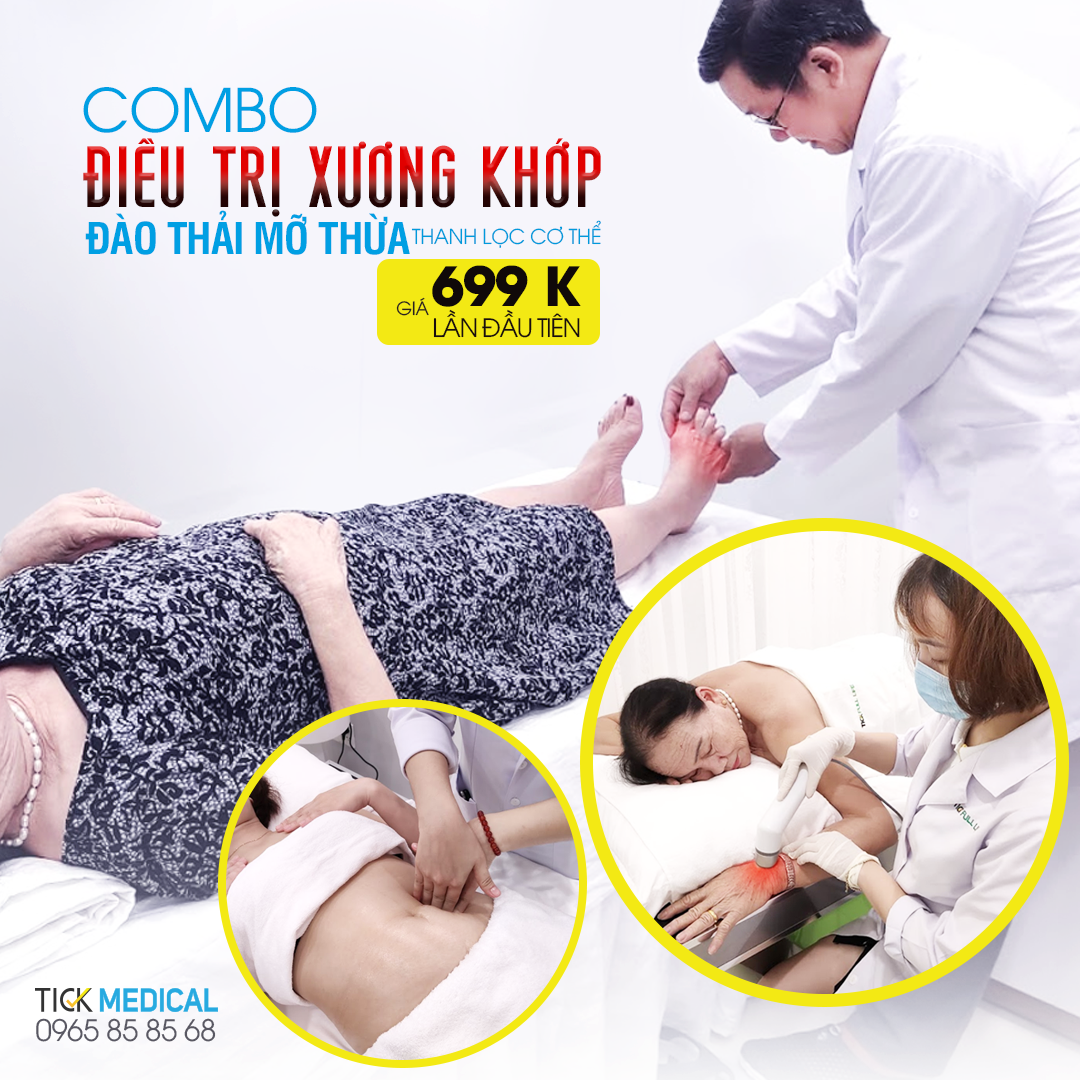 COMBO
ĐIỀU TRỊ XƯƠNG KHỚP
ĐÀO THẢI MỠ THỪA THANH LỌC CƠ THỂ
GIÁ 699 K
LẦN ĐẦU TIÊN
TICK MEDICAL
0965 85 85 68